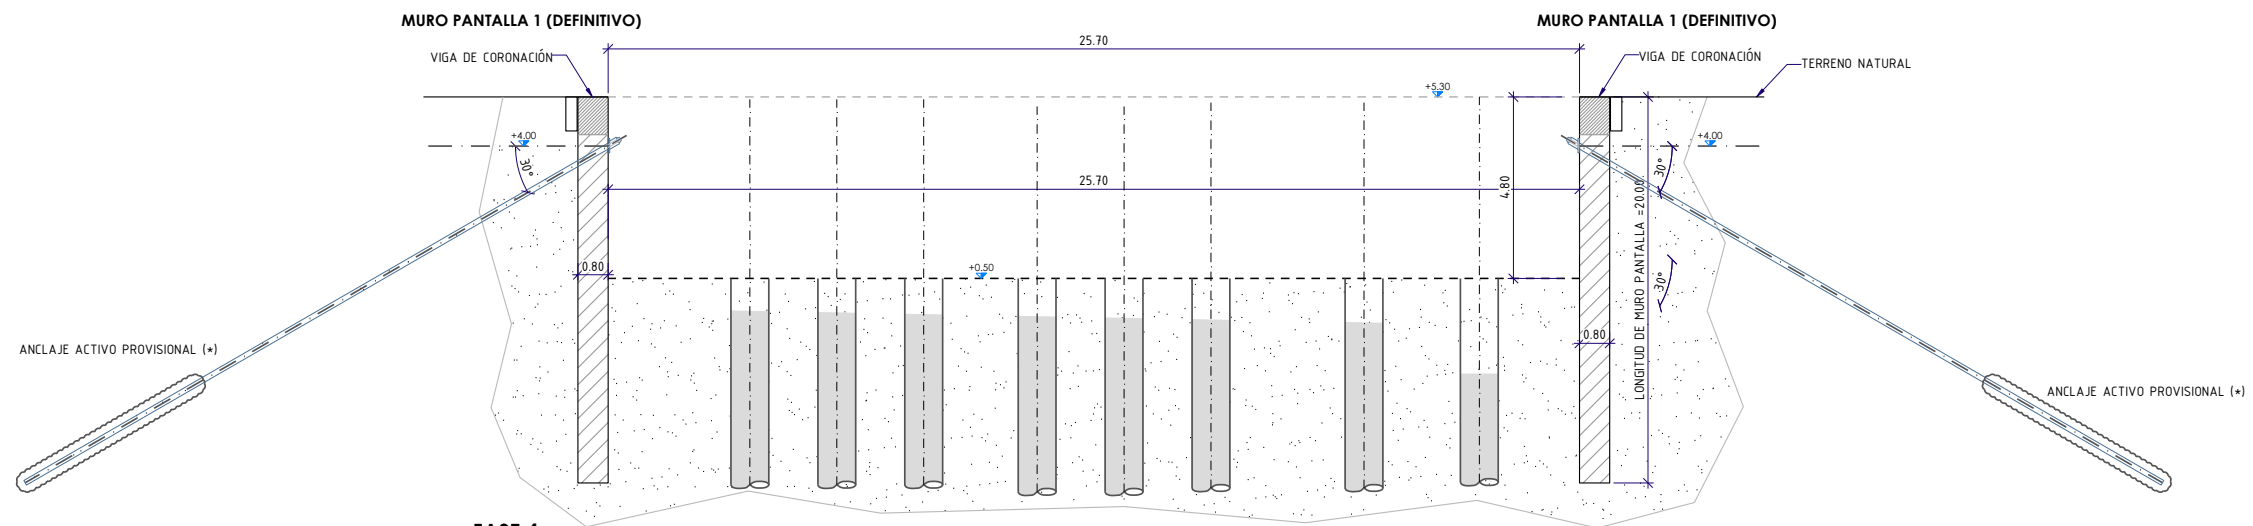 MURO PANTALLA 1 (DEFINITIVO)
MURO PANTALLA 1 (DEFINITIVO)
25.70
VIGA DE CORONACIÓN
VIGA DE CORONACIÓN
TERRENO NATURAL
+5.30
+4.00
+4.00
30°
30°
25.70
4.80
LONGITUD DE MURO PANTALLA =20.00
+0.50
0.80
30°
0.80
ANCLAJE ACTIVO PROVISIONAL (*)
ANCLAJE ACTIVO PROVISIONAL (*)